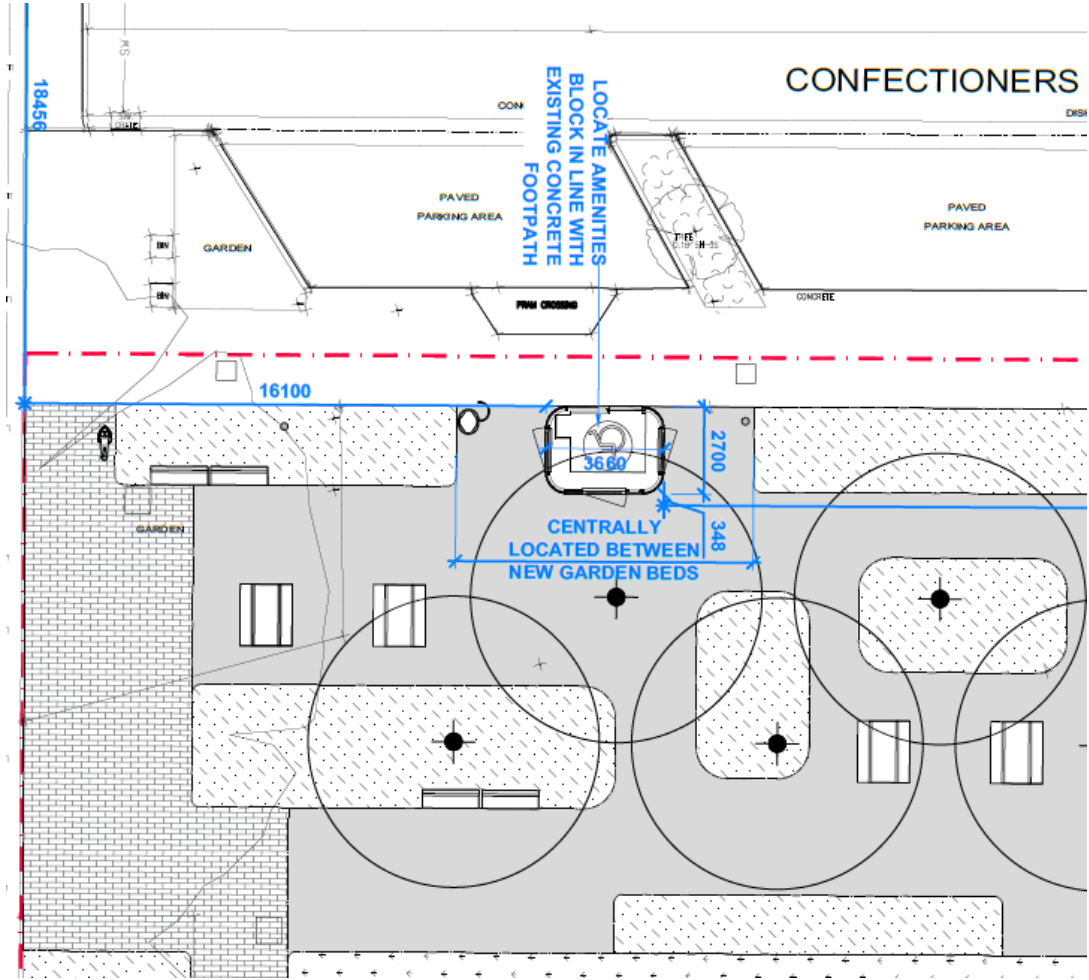 18456
CONFECTIONERS
LOCATE AMENITIES
BLOCK IN LINE WITH
EXISTING CONCRETE
FOOTPATH
PAVED
PARKING AREA
PAVED
PARKING AREA
GARDEN
BIN
BIN
PRAM CROSSING
CONCRETE
16100
3660
2700
348
CENTRALLY
LOCATED BETWEEN
NEW GARDEN BEDS
GARDEN